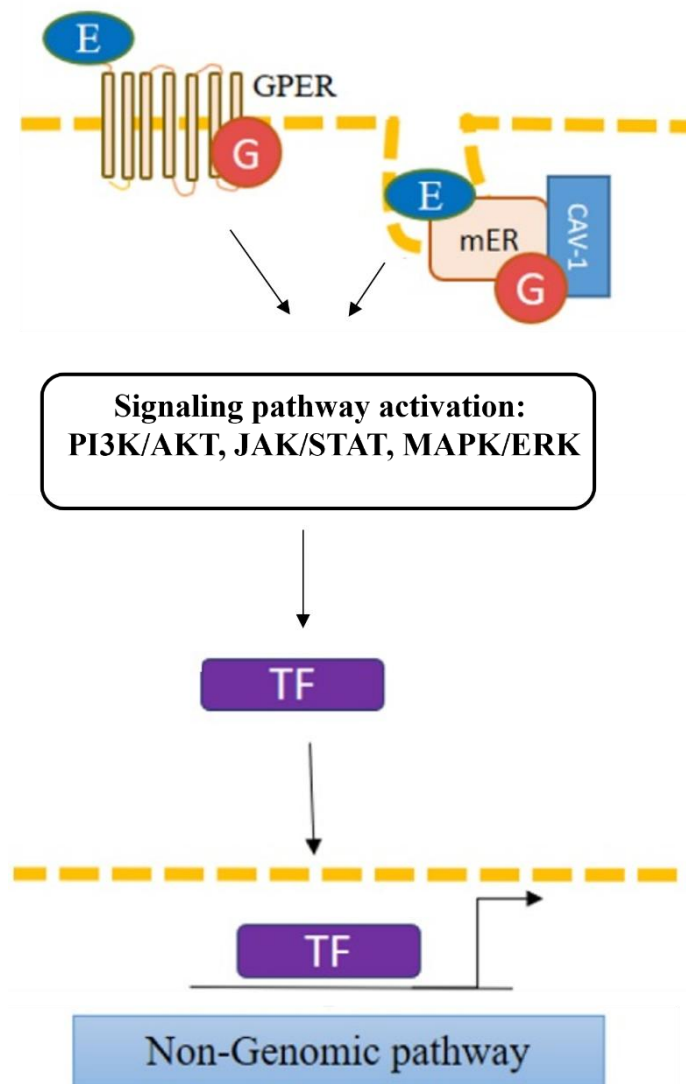 E
GPER
G
E
mER
CAV-1
G
Signaling pathway activation:
PI3K/AKT, JAK/STAT, MAPK/ERK
TF
TF
Non-Genomic pathway